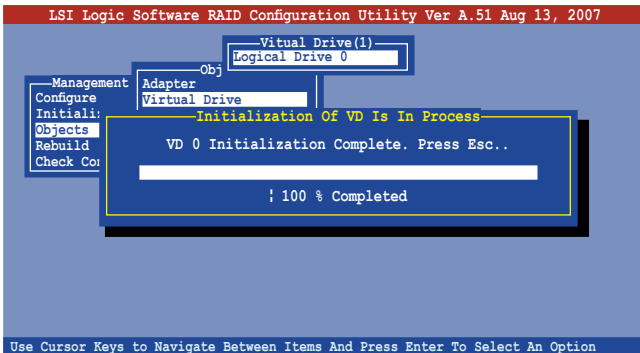 LSI Logic Software RAID Configuration Utility Ver A.51 Aug 13, 2007
Vitual Drive(1)
Logical Drive 0
Obj
Adapter
Virtual Drive
Management
Configure
Initiali
Objects
Rebuild
Check Con
Initialization Of VD Is In Process
VD 0 Initialization Complete. Press Esc..
¦ 100 % Completed
Use Cursor Keys to Navigate Between Items And Press Enter To Select An Option